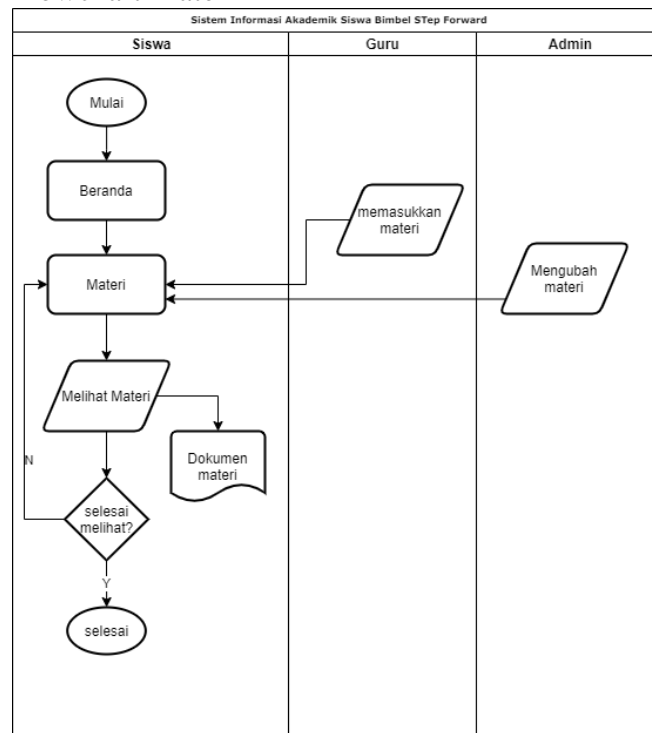 Sistem Informasi Akademik Siswa Bimbel STep Forward
Siswa
Guru
Admin
Mulai
Beranda
memasukkan
materi
Mengubah
materi
Materi
Melihat Materi
Dokumen
materi
N
selesai
melihat?
Y
selesai